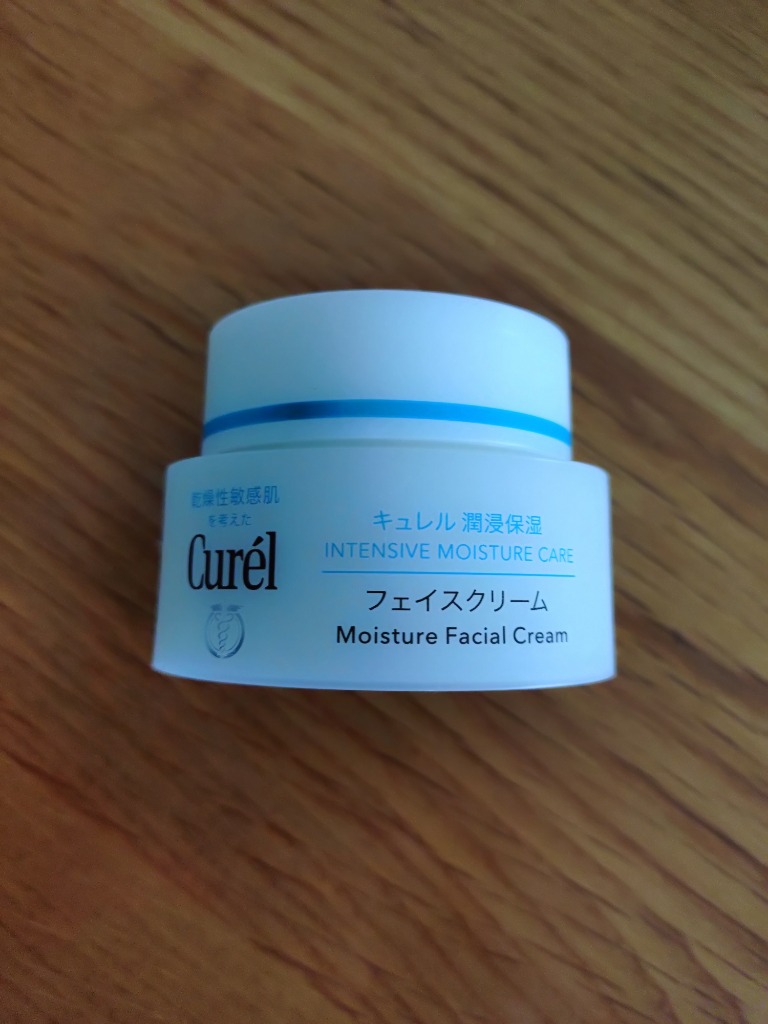 乾燥性敏感肌
を考えた
Curél
キュレル 潤浸保湿
INTENSIVE MOISTURE CARE
フェイスクリーム
Moisture Facial Cream